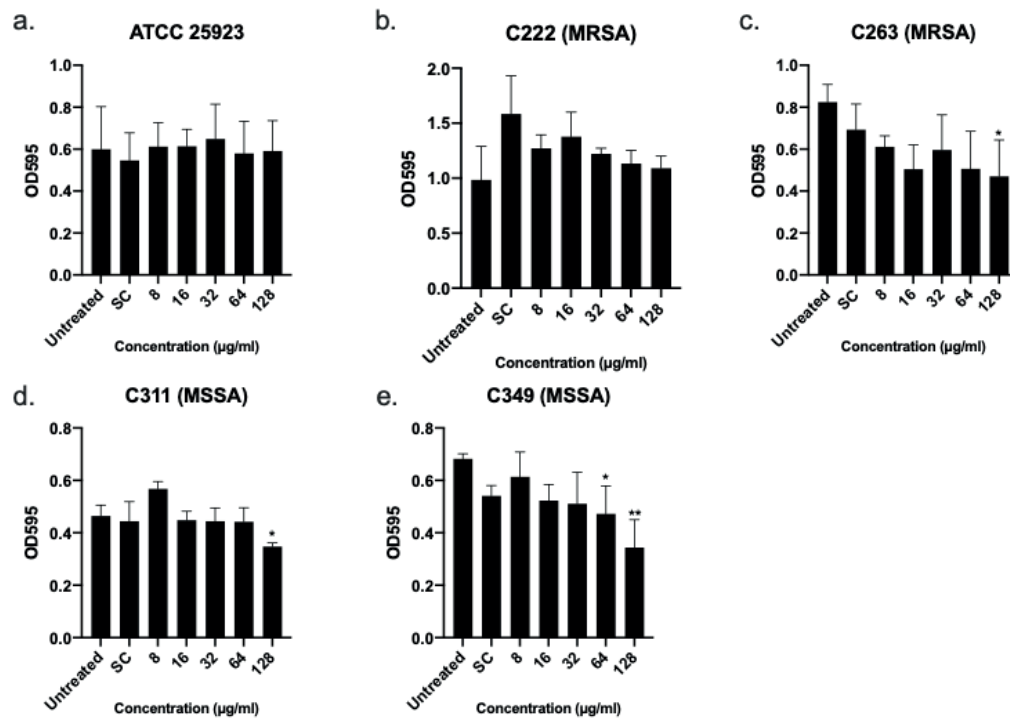 a.
ATCC 25923
OD595
1.0
0.8
0.6
0.4
0.2
0.0
Untreated
SC
8
16
32
64
128
Concentration (µg/ml)
b.
C222 (MRSA)
OD595
2.0
1.5
1.0
0.5
0.0
Untreated
SC
8
16
32
64
128
Concentration (µg/ml)
c.
C263 (MRSA)
OD595
1.0
0.8
0.6
0.4
0.2
0.0
*
Untreated
SC
8
16
32
64
128
Concentration (µg/ml)
d.
C311 (MSSA)
OD595
0.8
0.6
0.4
0.2
0.0
*
Untreated
SC
8
16
32
64
128
Concentration (µg/ml)
e.
C349 (MSSA)
OD595
0.8
0.6
0.4
0.2
0.0
*
**
Untreated
SC
8
16
32
64
128
Concentration (µg/ml)